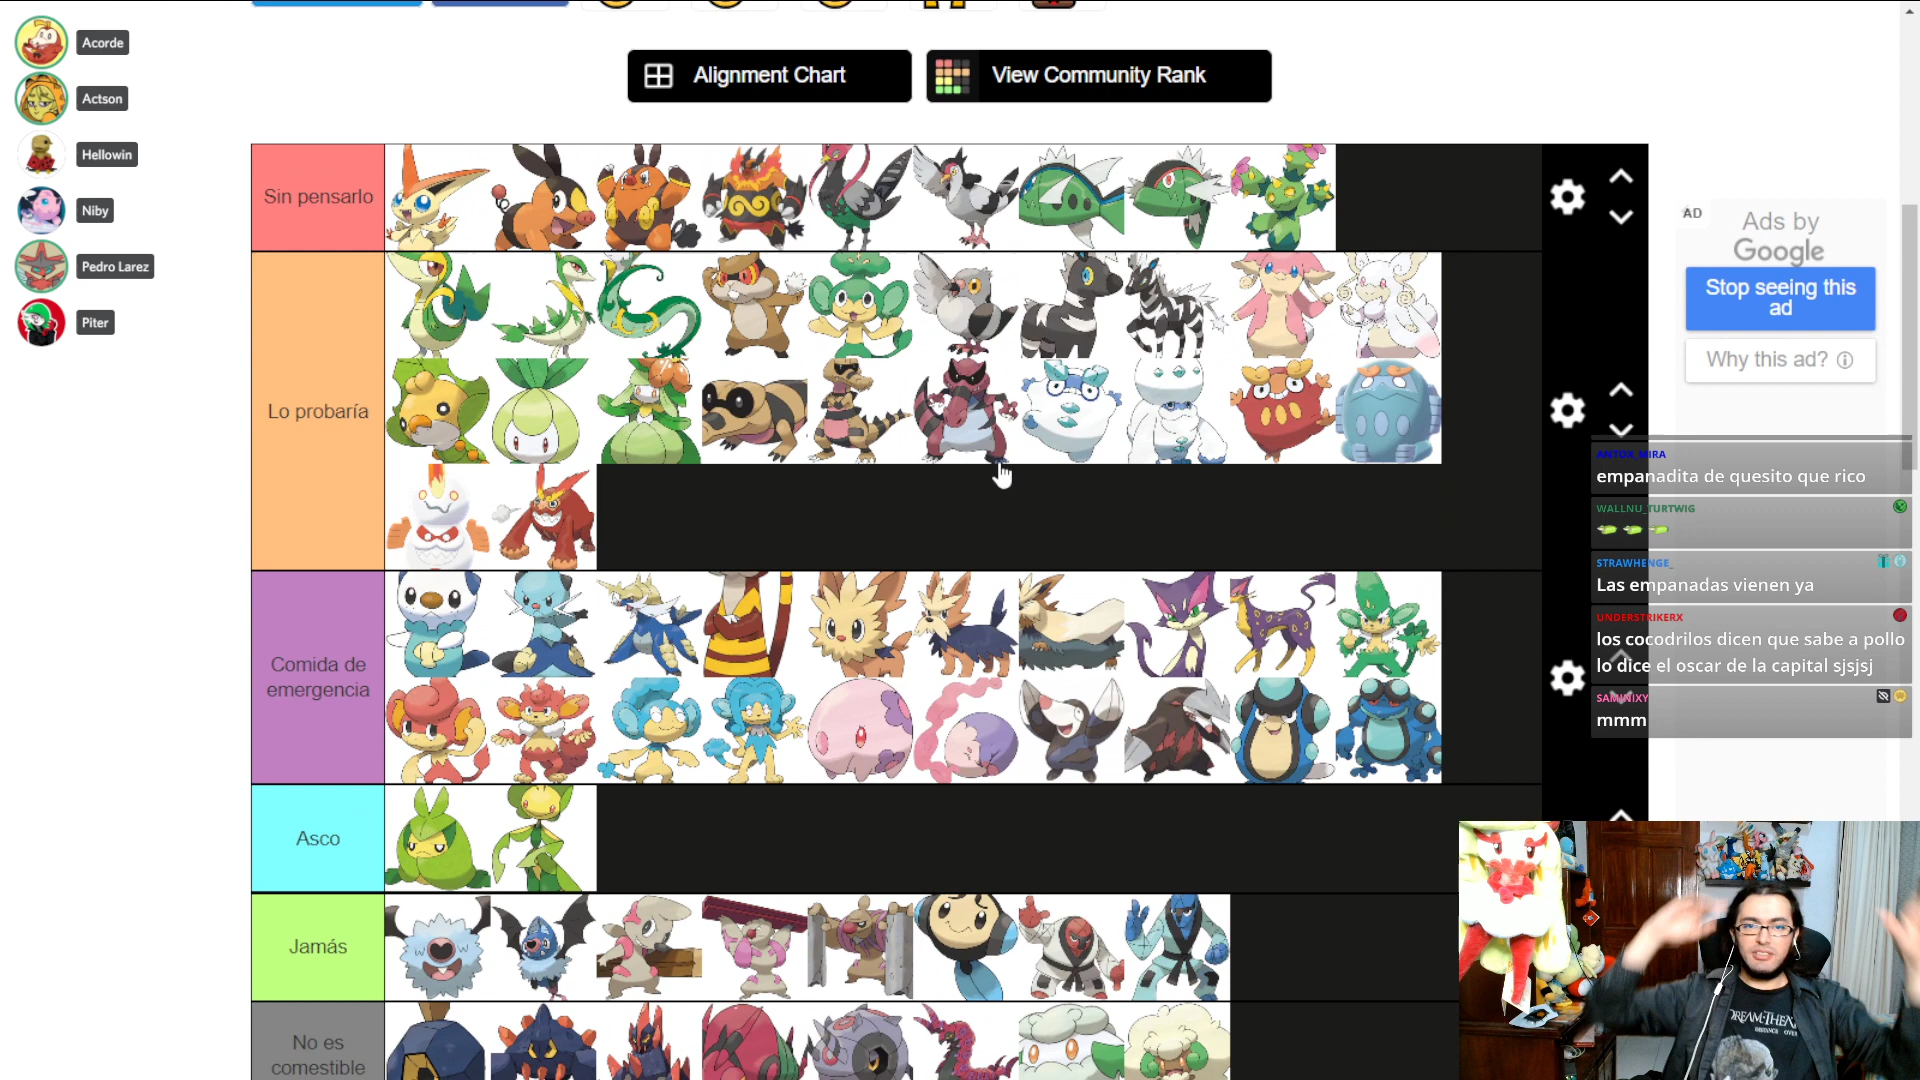 Acorde
Actson
Hellowin
Niby
Pedro Larez
Piter
Alignment Chart
View Community Rank
Sin pensarlo
Lo probaría
Comida de
emergencia
Asco
Jamás
No es
comestible
AD
Ads by
Google
Stop seeing this
ad
Why this ad?
ANTOX_MIRA
empanadita de quesito que rico
WALLNU_TURTWIG
STRAWHENGE_
Las empanadas vienen ya
UNDERSTRIKERX
los cocodrilos dicen que sabe a pollo
lo dice el oscar de la capital sjsjsj
SAMINIXY
mmm